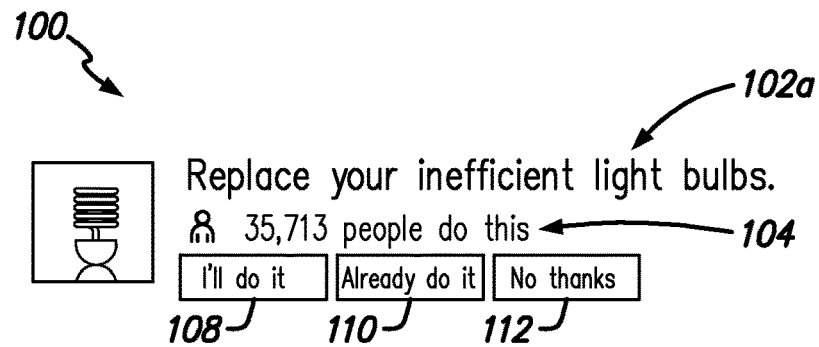 100
102a
Replace your inefficient light bulbs.
35,713 people do this
104
I'll do it
Already do it
No thanks
108
110
112